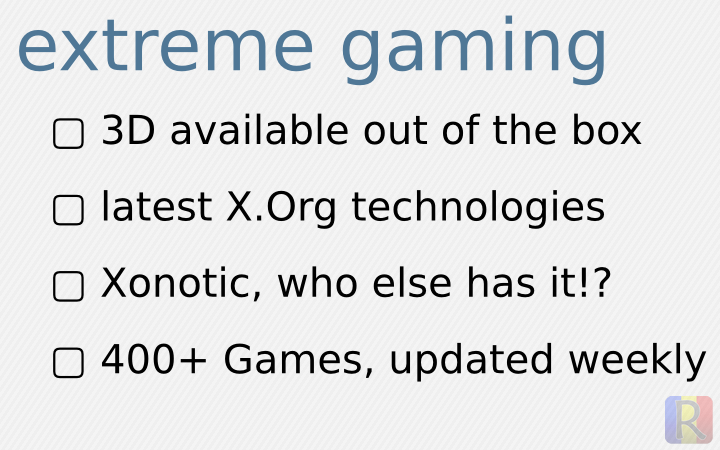 extreme gaming
3D available out of the box
latest X.Org technologies
Xonotic, who else has it!?
400+ Games, updated weekly
R